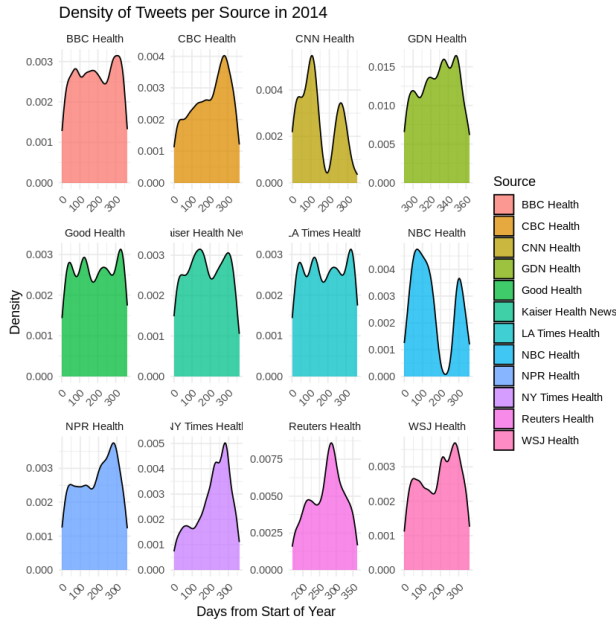 Density of Tweets per Source in 2014
BBC Health
CBC Health
CNN Health
GDN Health
0.003
0.002
0.001
0.000
0.004
0.003
0.002
0.001
0.000
0.004
0.002
0.000
0.015
0.010
0.005
0.000
0 100 200 300
0 100 200 300
0 100 200 300
300 320 340 360
Good Health
aiser Health Nev
.A Times Healt
NBC Health
0.003
0.002
0.001
0.000
0.003
0.002
0.001
0.000
0.003
0.002
0.001
0.000
0.004
0.003
0.002
0.001
0.000
0 100 200 300
0 100 200 300
0 100 200 300
0 100 200 300
NPR Health
Y Times Healt
Reuters Health
WSJ Health
0.003
0.002
0.001
0.000
0.005
0.004
0.003
0.002
0.001
0.000
0.0075
0.0050
0.0025
0.0000
0.003
0.002
0.001
0.000
0 100 200 300
0 100 200 300
200 250 300 350
0 100 200 300
Density
Days from Start of Year
Source
BBC Health
CBC Health
CNN Health
GDN Health
Good Health
Kaiser Health News
LA Times Health
NBC Health
NPR Health
NY Times Health
Reuters Health
WSJ Health